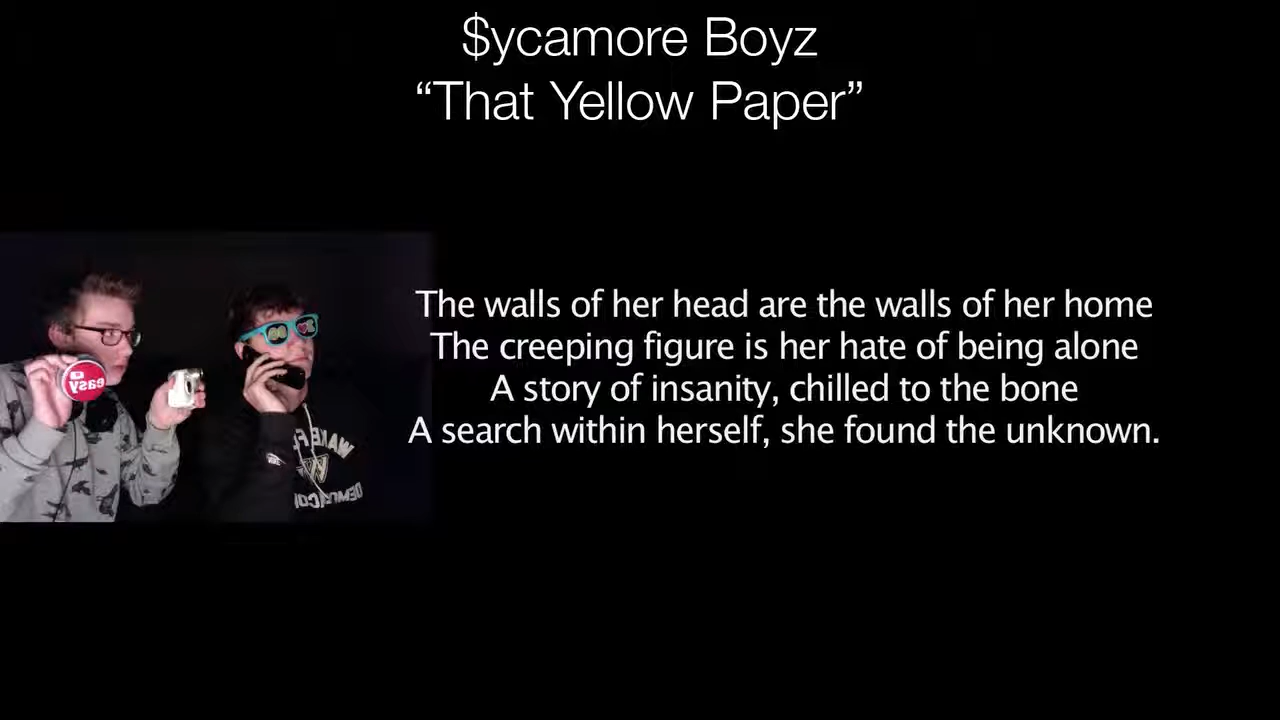 $ycamore Boyz
“That Yellow Paper”
The walls of her head are the walls of her home
The creeping figure is her hate of being alone
A story of insanity, chilled to the bone
A search within herself, she found the unknown.
easy